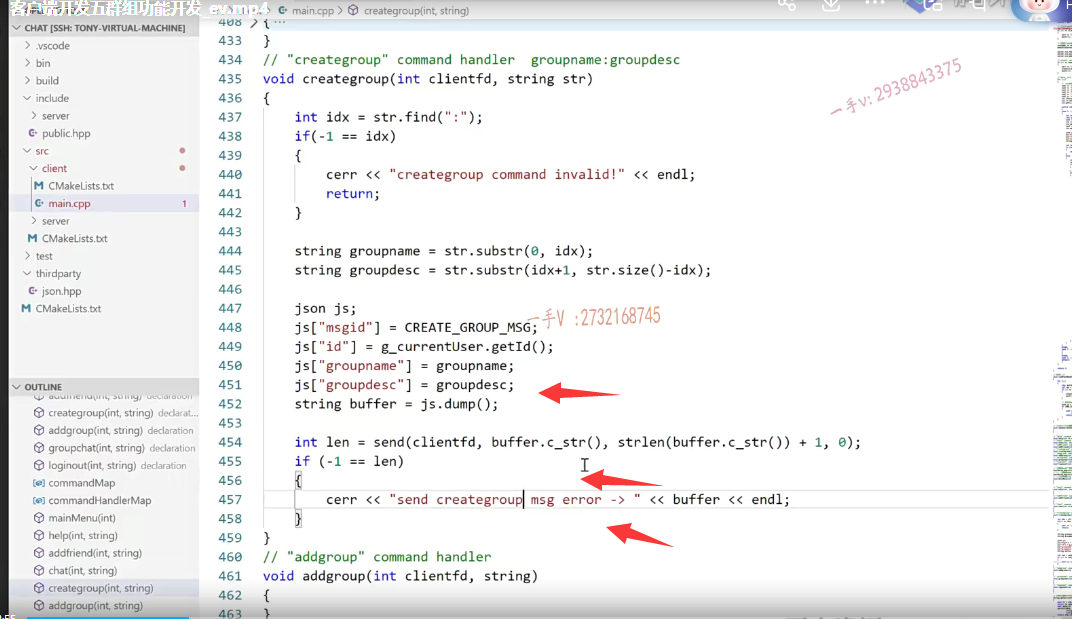 客户端开发五群组功能开发_ev.mp4
main.cpp > creategroup(int, string)
CHAT [SSH: TONY-VIRTUAL-MACHINE]
.vscode
bin
build
include
server
public.hpp
src
client
CMakeLists.txt
main.cpp 1
server
CMakeLists.txt
test
thirdparty
json.hpp
CMakeLists.txt
OUTLINE
addfriend(int, string) declarat...
creategroup(int, string) declarat...
addgroup(int, string) declaration
groupchat(int, string) declaration
loginout(int, string) declaration
commandMap
commandHandlerMap
mainMenu(int)
help(int, string)
addfriend(int, string)
chat(int, string)
creategroup(int, string)
addgroup(int, string)
408 {...
433 }
434 // "creategroup" command handler  groupname:groupdesc
435 void creategroup(int clientfd, string str)
436 {
437     int idx = str.find(":");
438     if(-1 == idx)
439     {
440         cerr << "creategroup command invalid!" << endl;
441         return;
442     }
443
444     string groupname = str.substr(0, idx);
445     string groupdesc = str.substr(idx+1, str.size()-idx);
446
447     json js;
448     js["msgid"] = CREATE_GROUP_MSG;
449     js["id"] = g_currentUser.getId();
450     js["groupname"] = groupname;
451     js["groupdesc"] = groupdesc;
452     string buffer = js.dump();
453
454     int len = send(clientfd, buffer.c_str(), strlen(buffer.c_str()) + 1, 0);
455     if (-1 == len)
456     {
457         cerr << "send creategroup msg error -> " << buffer << endl;
458     }
459 }
460 // "addgroup" command handler
461 void addgroup(int clientfd, string)
462 {
463 }
一手v: 2938843375
一手V :2732168745